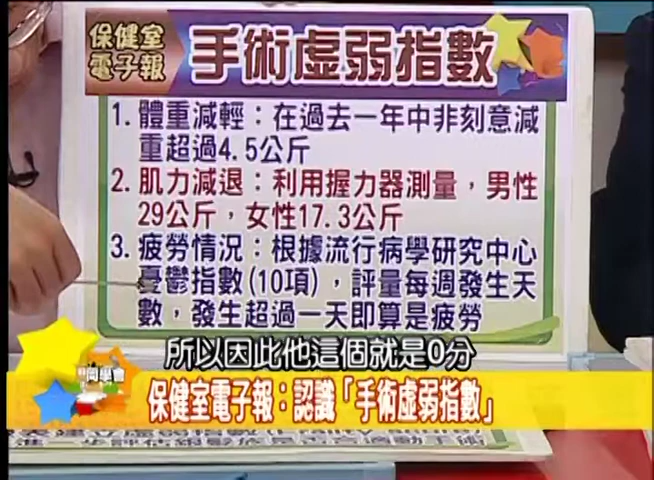 保健室
電子報
手術虛弱指數
1. 體重減輕：在過去一年中非刻意減
重超過4.5公斤
2. 肌力減退：利用握力器測量，男性
29公斤，女性17.3公斤
3. 疲勞情況：根據流行病學研究中心
憂鬱指數(10項)，評量每週發生天
數，發生超過一天即算是疲勞
所以因此他這個就是0分
同學會
保健室電子報：認識「手術虛弱指數」